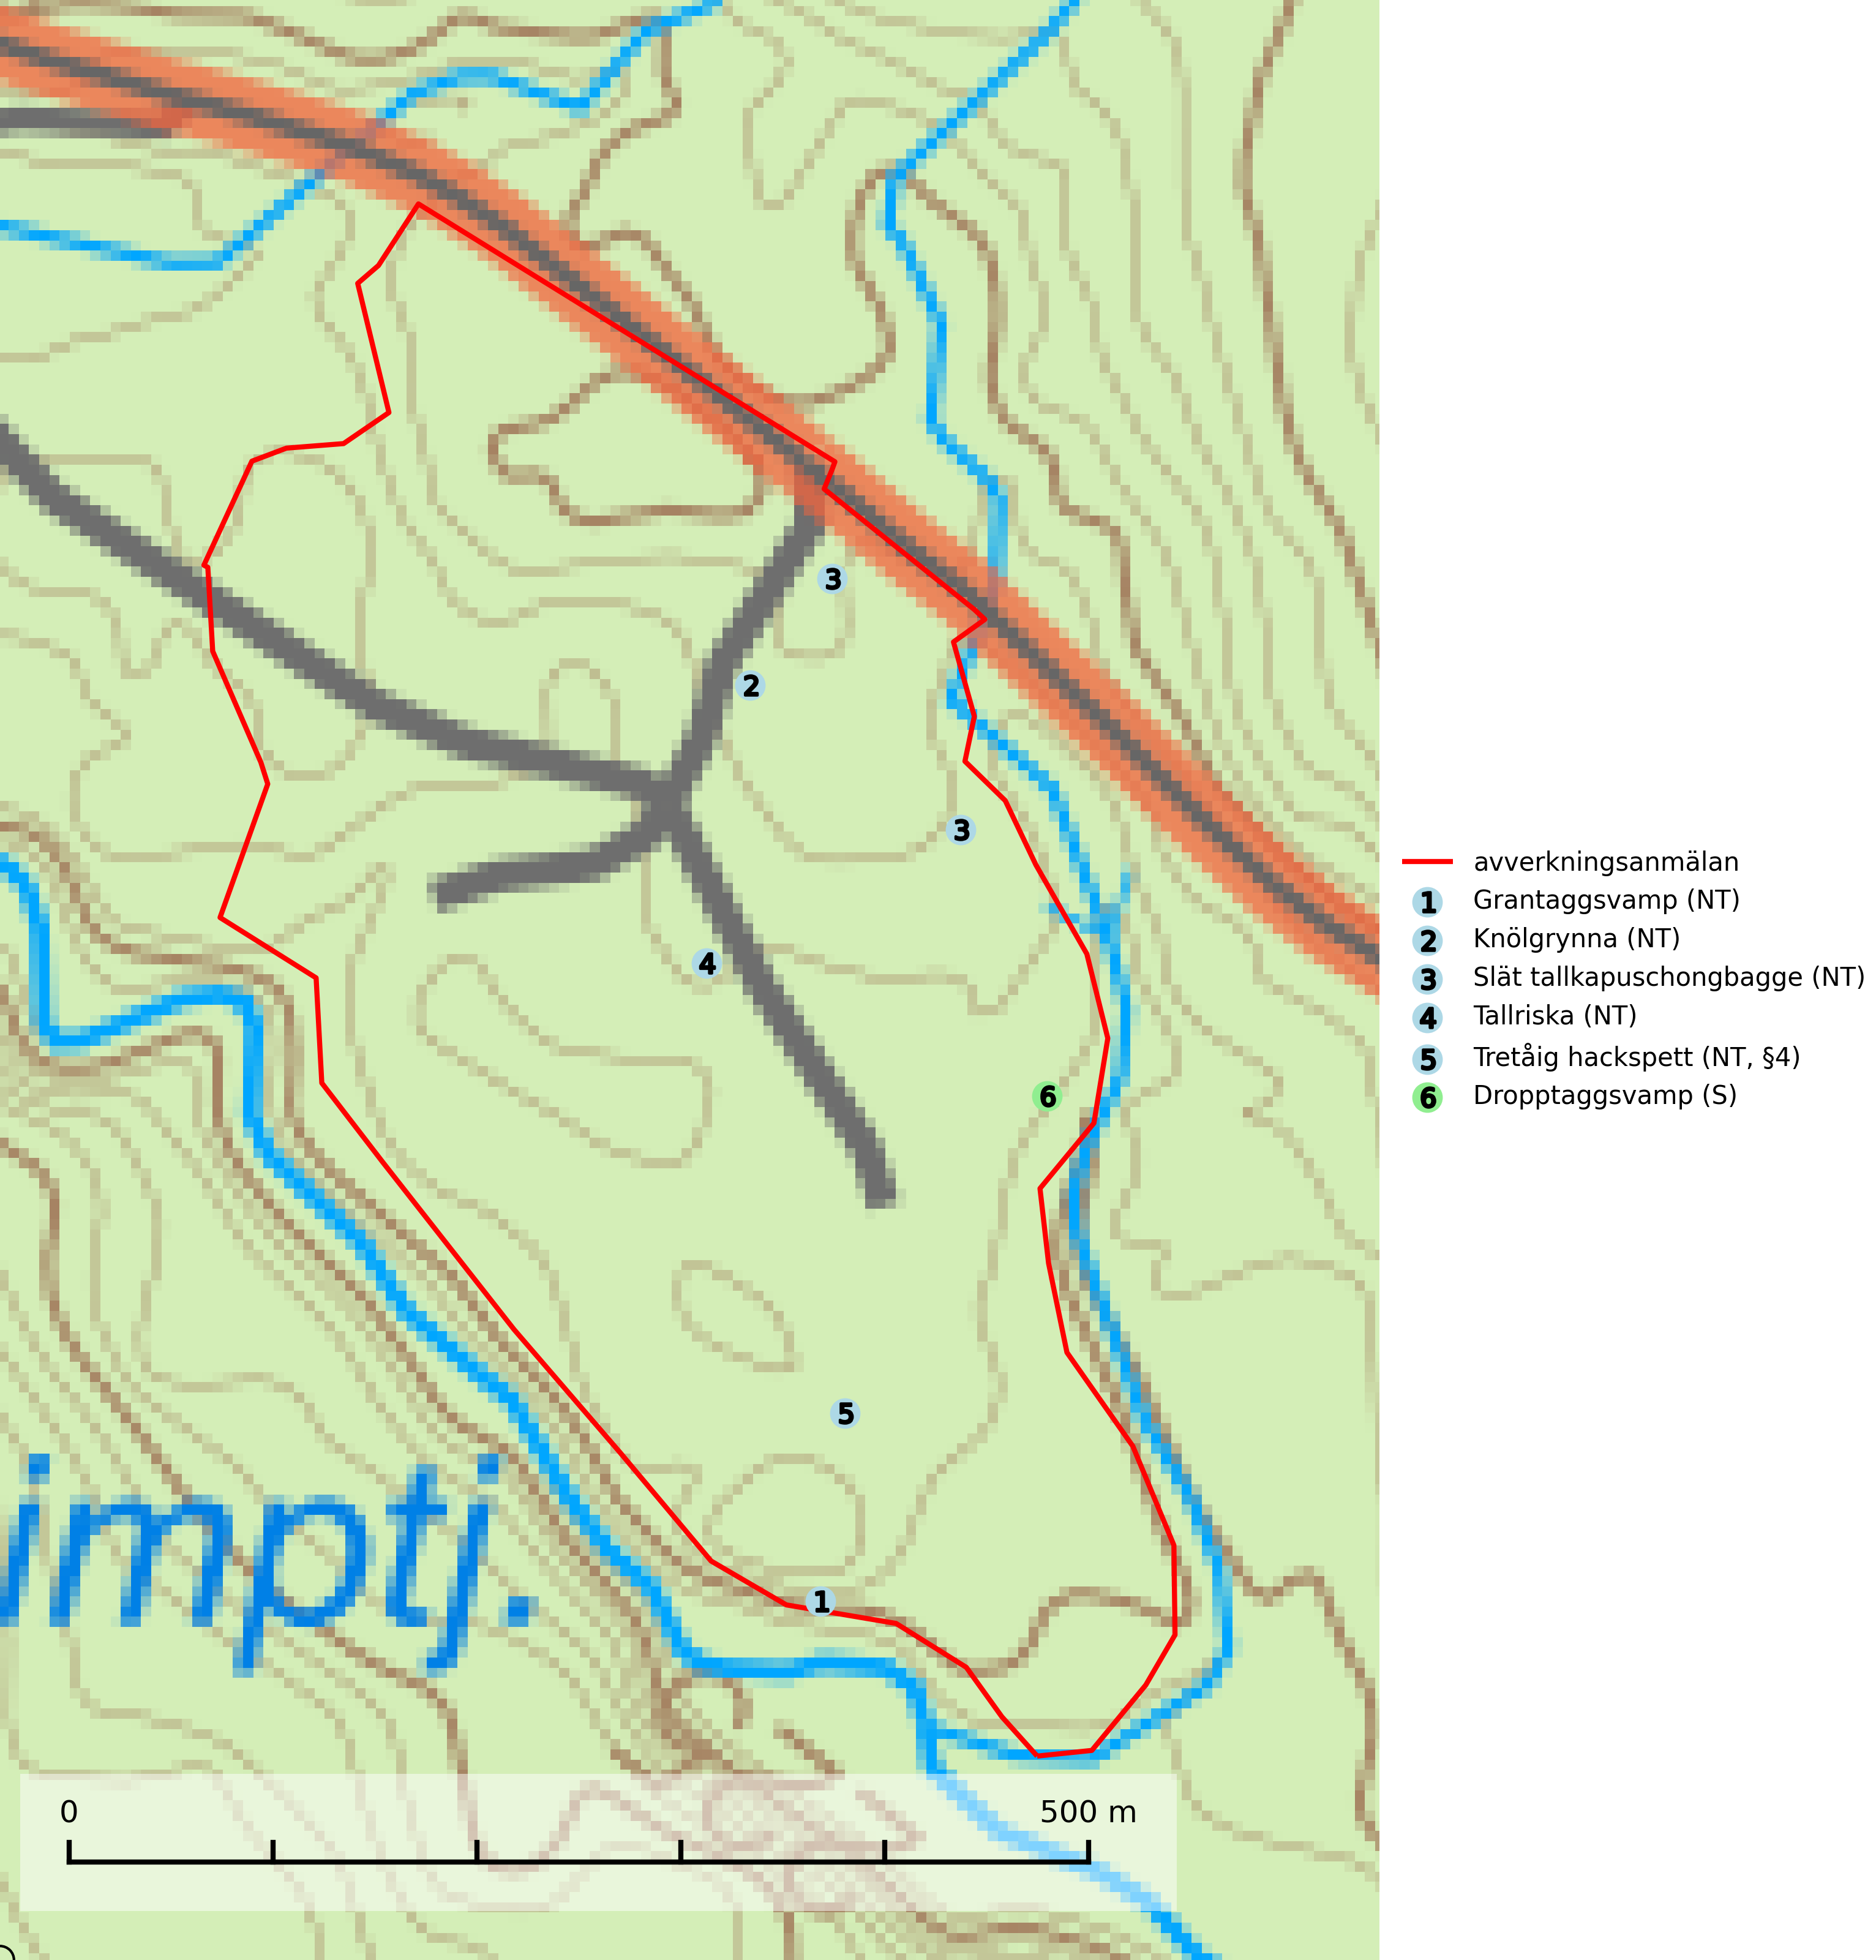 3
2
3
4
6
5
1
imptj.
0 500 m
avverkningsanmälan
1 Grantaggsvamp (NT)
2 Knölgrynna (NT)
3 Slät tallkapuschongbagge (NT)
4 Tallriska (NT)
5 Tretåig hackspett (NT, §4)
6 Dropptaggsvamp (S)